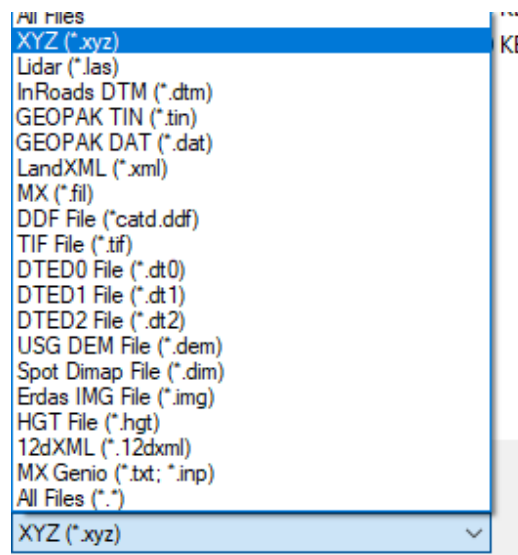 All Files
XYZ (*.xyz)
Lidar (*.las)
InRoads DTM (*.dtm)
GEOPAK TIN (*.tin)
GEOPAK DAT (*.dat)
LandXML (*.xml)
MX (*.fil)
DDF File (*catd.ddf)
TIF File (*.tif)
DTED0 File (*.dt0)
DTED1 File (*.dt1)
DTED2 File (*.dt2)
USG DEM File (*.dem)
Spot Dimap File (*.dim)
Erdas IMG File (*.img)
HGT File (*.hgt)
12dXML (*.12dxml)
MX Genio (*.txt; *.inp)
All Files (*.*)
XYZ (*.xyz)